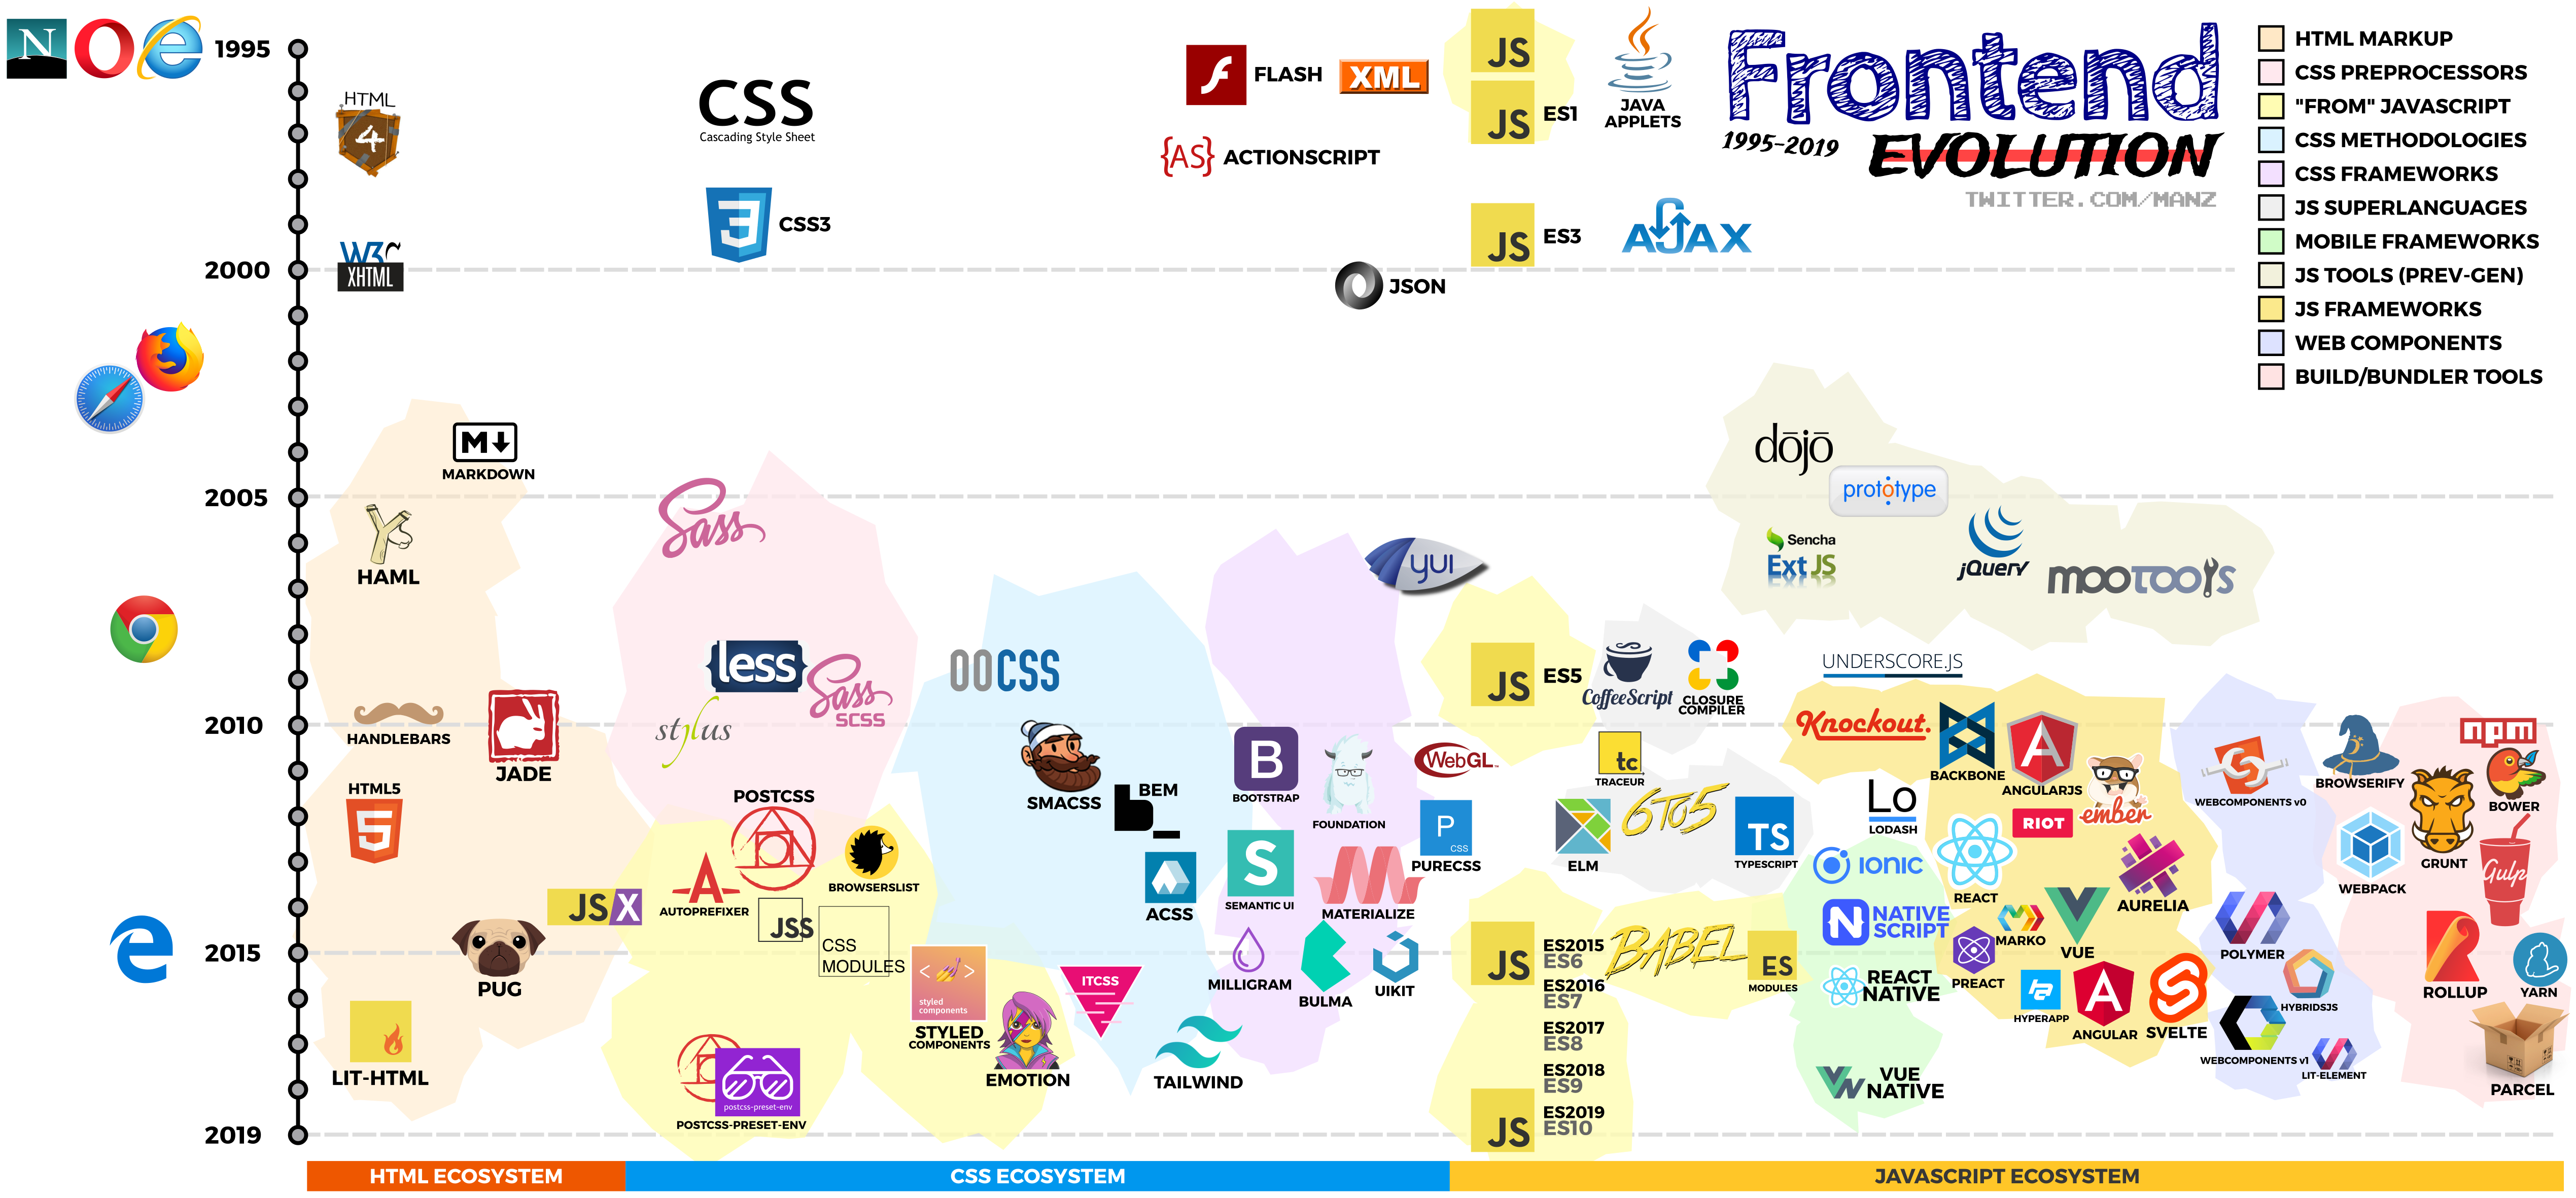 N
1995
HTML
4
CSS
Cascading Style Sheet
FLASH
XML
JS
JS
ES1
JAVA
APPLETS
{AS}
ACTIONSCRIPT
Frontend
1995-2019
EVOLUTION
TWITTER.COM/MANZ
HTML MARKUP
CSS PREPROCESSORS
"FROM" JAVASCRIPT
CSS METHODOLOGIES
CSS FRAMEWORKS
JS SUPERLANGUAGES
MOBILE FRAMEWORKS
JS TOOLS (PREV-GEN)
JS FRAMEWORKS
WEB COMPONENTS
BUILD/BUNDLER TOOLS
3
CSS3
JS
ES3
AJAX
W3C
XHTML
2000
JSON
M
MARKDOWN
dōjō
2005
Sass
prototype
HAML
yui
Sencha
Ext JS
jQuery
mootools
{less}
Sass
SCSS
OOCSS
JS
ES5
CoffeeScript
CLOSURE
COMPILER
UNDERSCORE.JS
2010
HANDLEBARS
JADE
stylus
SMACSS
B
BOOTSTRAP
FOUNDATION
WebGL
tc
TRACEUR
Knockout.
BACKBONE
A
ANGULARJS
ember
WEBCOMPONENTS v0
BROWSERIFY
npm
BOWER
HTML5
5
POSTCSS
BEM
P
CSS
PURECSS
ELM
6TO5
TS
TYPESCRIPT
Lo
LODASH
RIOT
GRUNT
AUTOPREFIXER
BROWSERSLIST
S
SEMANTIC UI
MATERIALIZE
IONIC
REACT
AURELIA
WEBPACK
Gulp
JSX
JSS
CSS
MODULES
ACSS
N
NATIVE
SCRIPT
MARKO
VUE
2015
PUG
< >
styled
components
STYLED
COMPONENTS
ITCSS
MILLIGRAM
BULMA
UIKIT
JS
ES2015
ES6
BABEL
ES
MODULES
PREACT
POLYMER
ROLLUP
YARN
ES2016
ES7
REACT
NATIVE
HYPERAPP
A
ANGULAR
SVELTE
HYBRIDSJS
LIT-HTML
EMOTION
TAILWIND
ES2017
ES8
ES2018
ES9
VUE
NATIVE
WEBCOMPONENTS v1
LIT-ELEMENT
PARCEL
postcss-preset-env
POSTCSS-PRESET-ENV
2019
JS
ES2019
ES10
HTML ECOSYSTEM
CSS ECOSYSTEM
JAVASCRIPT ECOSYSTEM